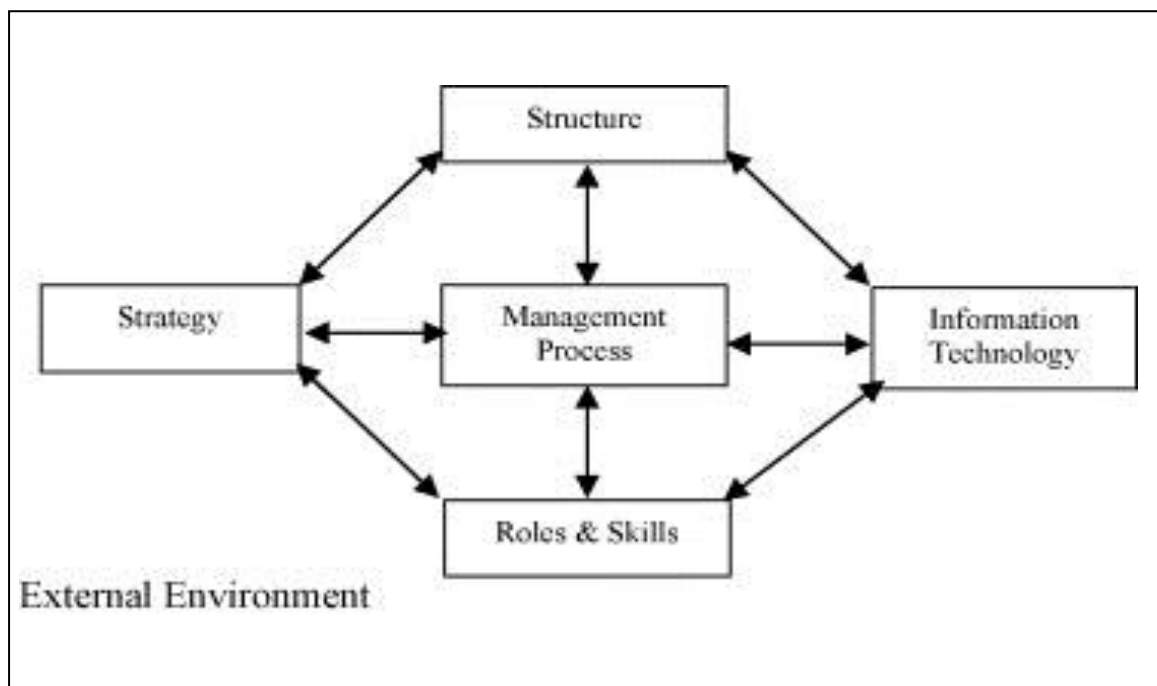 Structure
Strategy
Management
Process
Information
Technology
Roles & Skills
External Environment